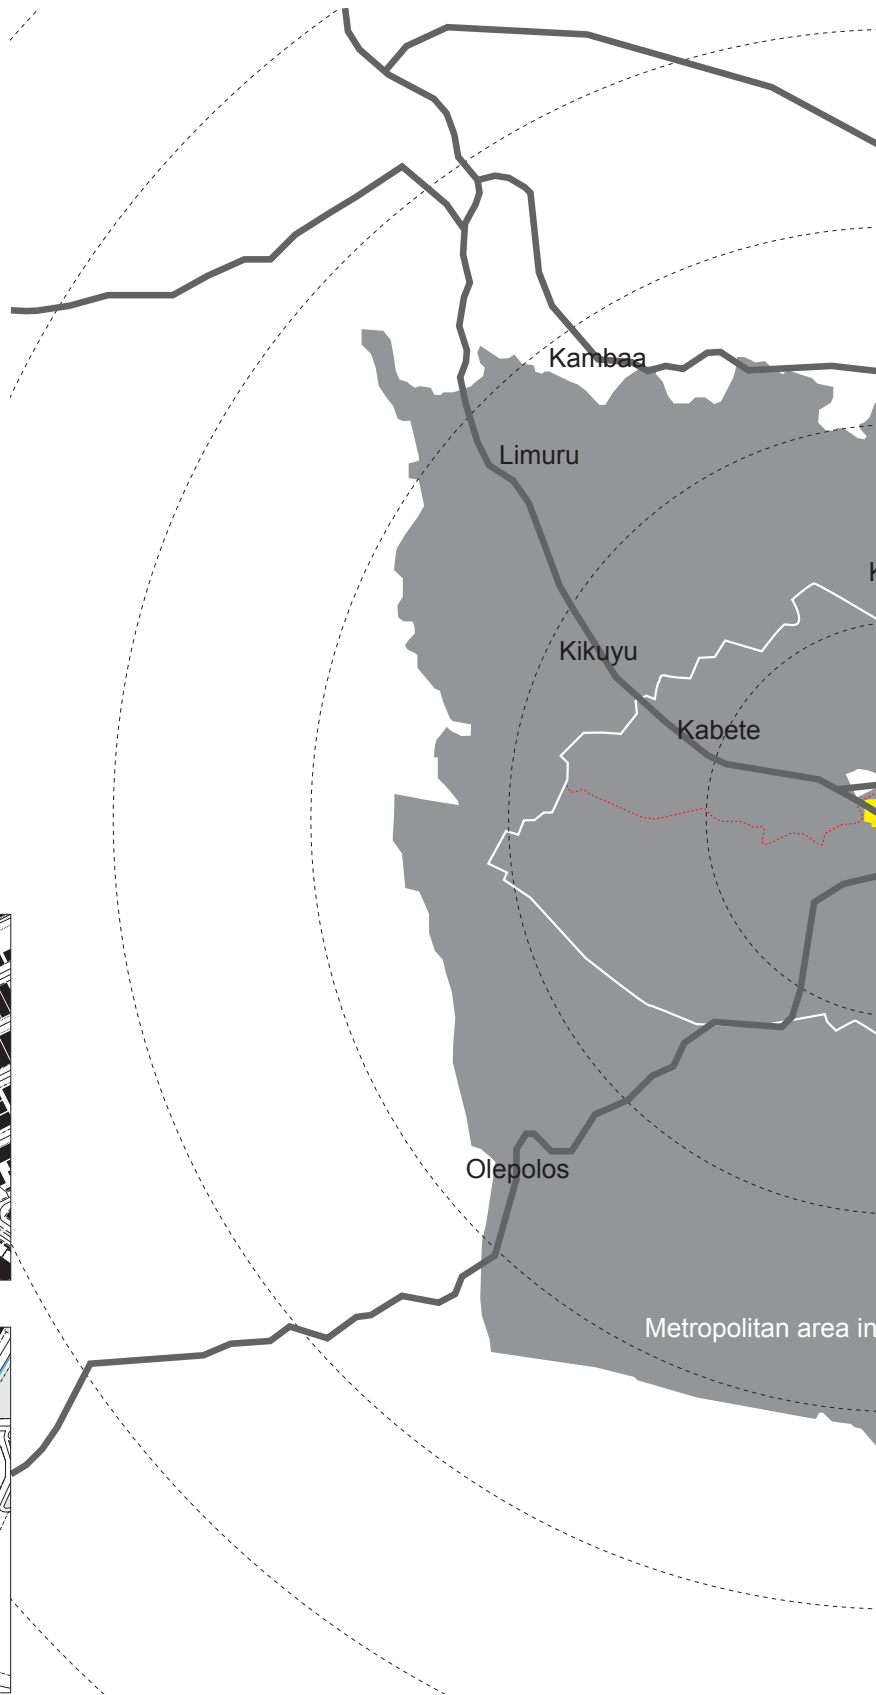 Kambaa
Limuru
K
Kikuyu
Kabete
Olepolos
Metropolitan area in